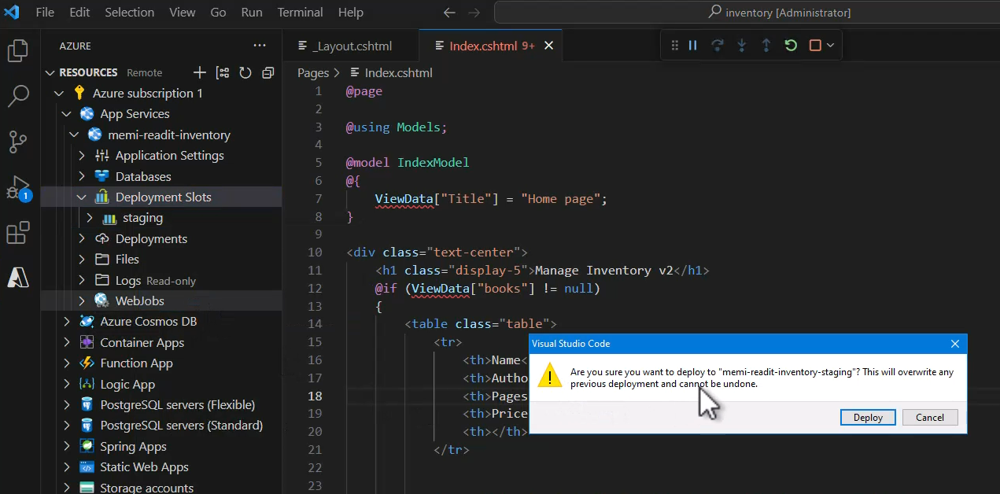 File Edit Selection View Go Run Terminal Help
inventory [Administrator]
AZURE
RESOURCES Remote
Azure subscription 1
App Services
memi-readit-inventory
Application Settings
Databases
Deployment Slots
staging
Deployments
Files
Logs Read-only
WebJobs
Azure Cosmos DB
Container Apps
Function App
Logic App
PostgreSQL servers (Flexible)
PostgreSQL servers (Standard)
Spring Apps
Static Web Apps
Storage accounts
1
_Layout.cshtml
Index.cshtml 9+
Pages > Index.cshtml
1 @page
2
3 @using Models;
4
5 @model IndexModel
6 @{
7 ViewData["Title"] = "Home page";
8 }
9
10 <div class="text-center">
11 <h1 class="display-5">Manage Inventory v2</h1>
12 @if (ViewData["books"] != null)
13 {
14 <table class="table">
15 <tr>
16 <th>Name<
17 <th>Autho
18 <th>Pages
19 <th>Price
20 <th></th>
21 </tr>
22
23
Visual Studio Code
Are you sure you want to deploy to "memi-readit-inventory-staging"? This will overwrite any
previous deployment and cannot be undone.
Deploy Cancel